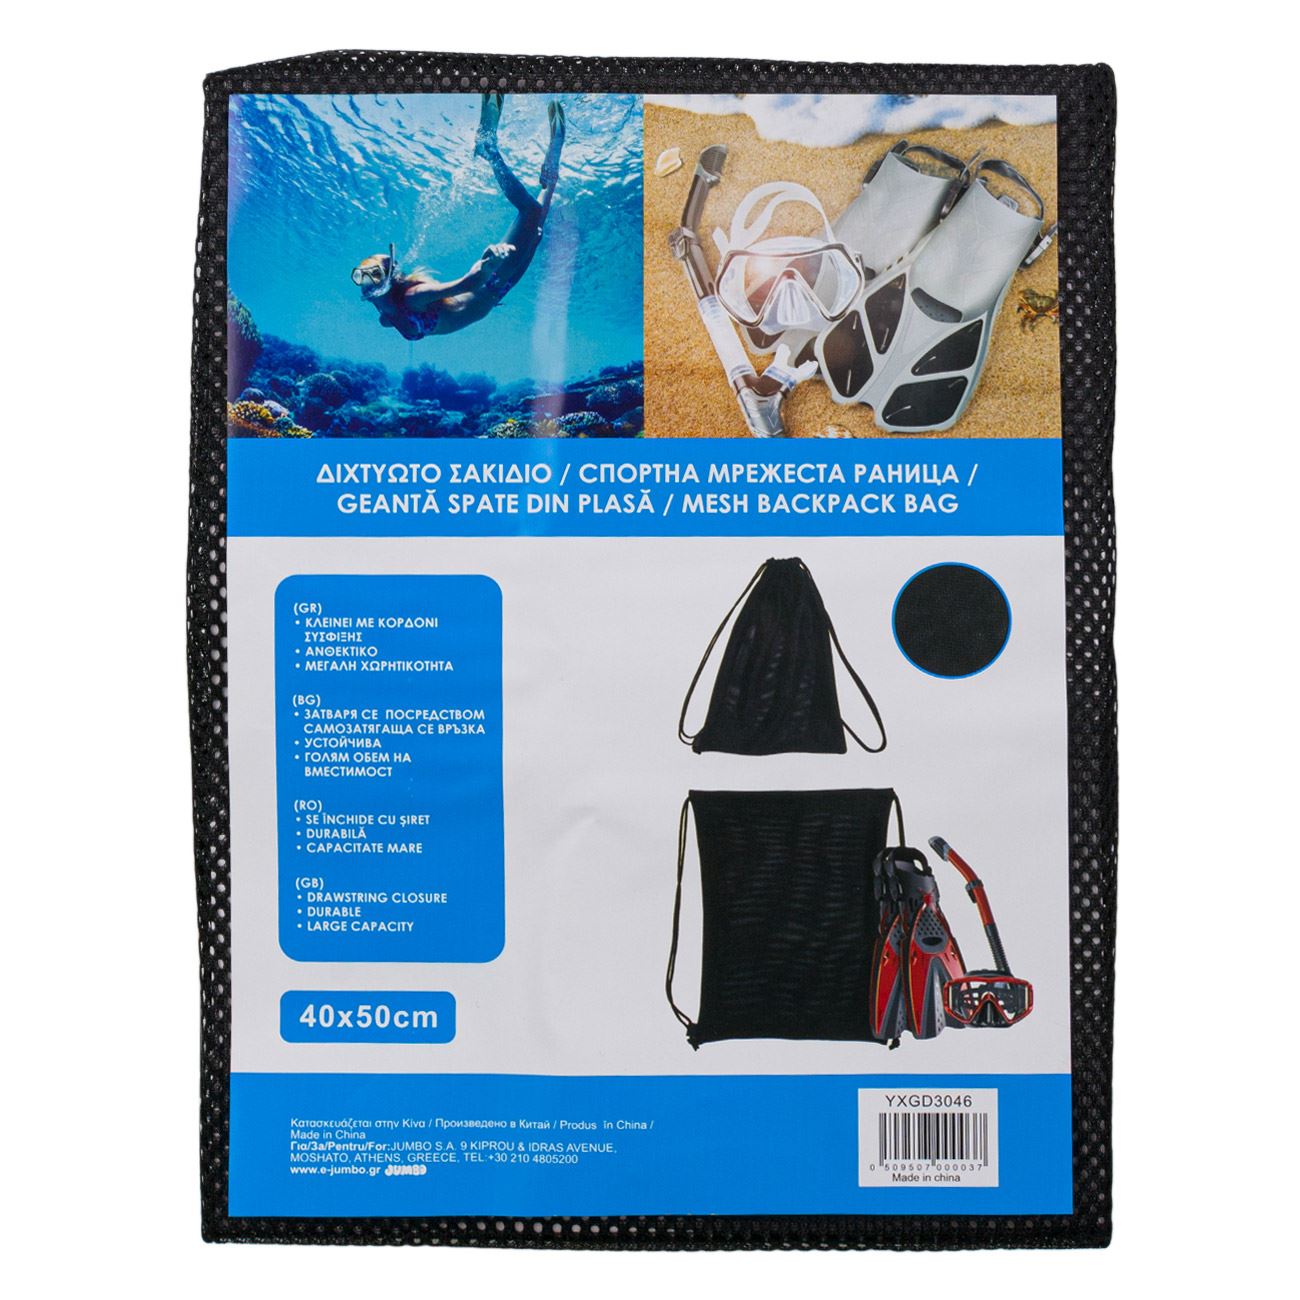 ΔΙΧΤΥΩΤΟ ΣΑΚΙΔΙΟ / СПОРТНА МРЕЖЕСТА РАНИЦА /
GEANTĂ SPATE DIN PLASĂ / MESH BACKPACK BAG
(GR)
• ΚΛΕΙΝΕΙ ΜΕ ΚΟΡΔΟΝΙ
ΣΥΣΦΙΞΗΣ
• ΑΝΘΕΚΤΙΚΟ
• ΜΕΓΑΛΗ ΧΩΡΗΤΙΚΟΤΗΤΑ
(BG)
• ЗАТВАРЯ СЕ ПОСРЕДСТВОМ
САМОЗАТЯГАЩА СЕ ВРЪЗКА
• УСТОЙЧИВА
• ГОЛЯМ ОБЕМ НА
ВМЕСТИМОСТ
(RO)
• SE ÎNCHIDE CU ȘIRET
• DURABILĂ
• CAPACITATE MARE
(GB)
• DRAWSTRING CLOSURE
• DURABLE
• LARGE CAPACITY
40x50cm
Κατασκευάζεται στην Κίνα / Произведено в Китай / Produs în China /
Made in China
Για/За/Pentru/For:JUMBO S.A. 9 KIPROU & IDRAS AVENUE,
MOSHATO, ATHENS, GREECE, TEL:+30 210 4805200
www.e-jumbo.gr JUMBO
YXGD3046
0 509507 000037
Made in china